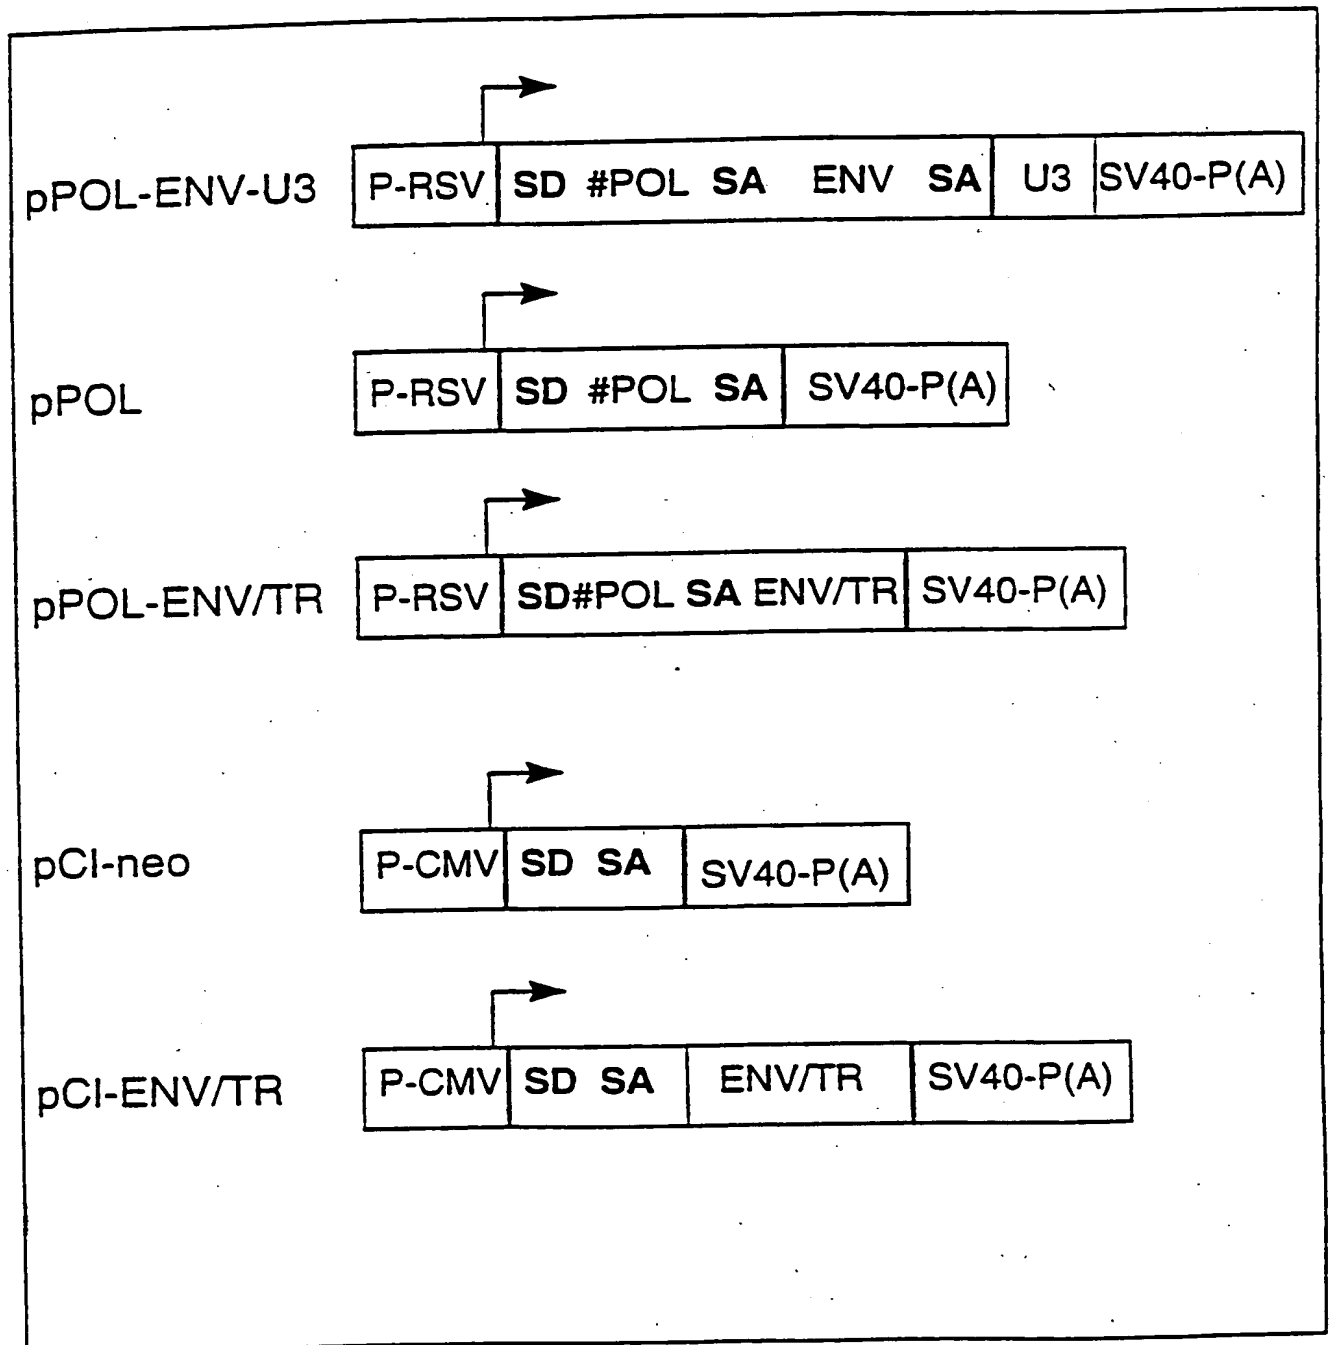 pPOL-ENV-U3 P-RSV SD #POL SA ENV SA U3 SV40-P(A)
pPOL P-RSV SD #POL SA SV40-P(A)
pPOL-ENV/TR P-RSV SD#POL SA ENV/TR SV40-P(A)
pCI-neo P-CMV SD SA SV40-P(A)
pCI-ENV/TR P-CMV SD SA ENV/TR SV40-P(A)